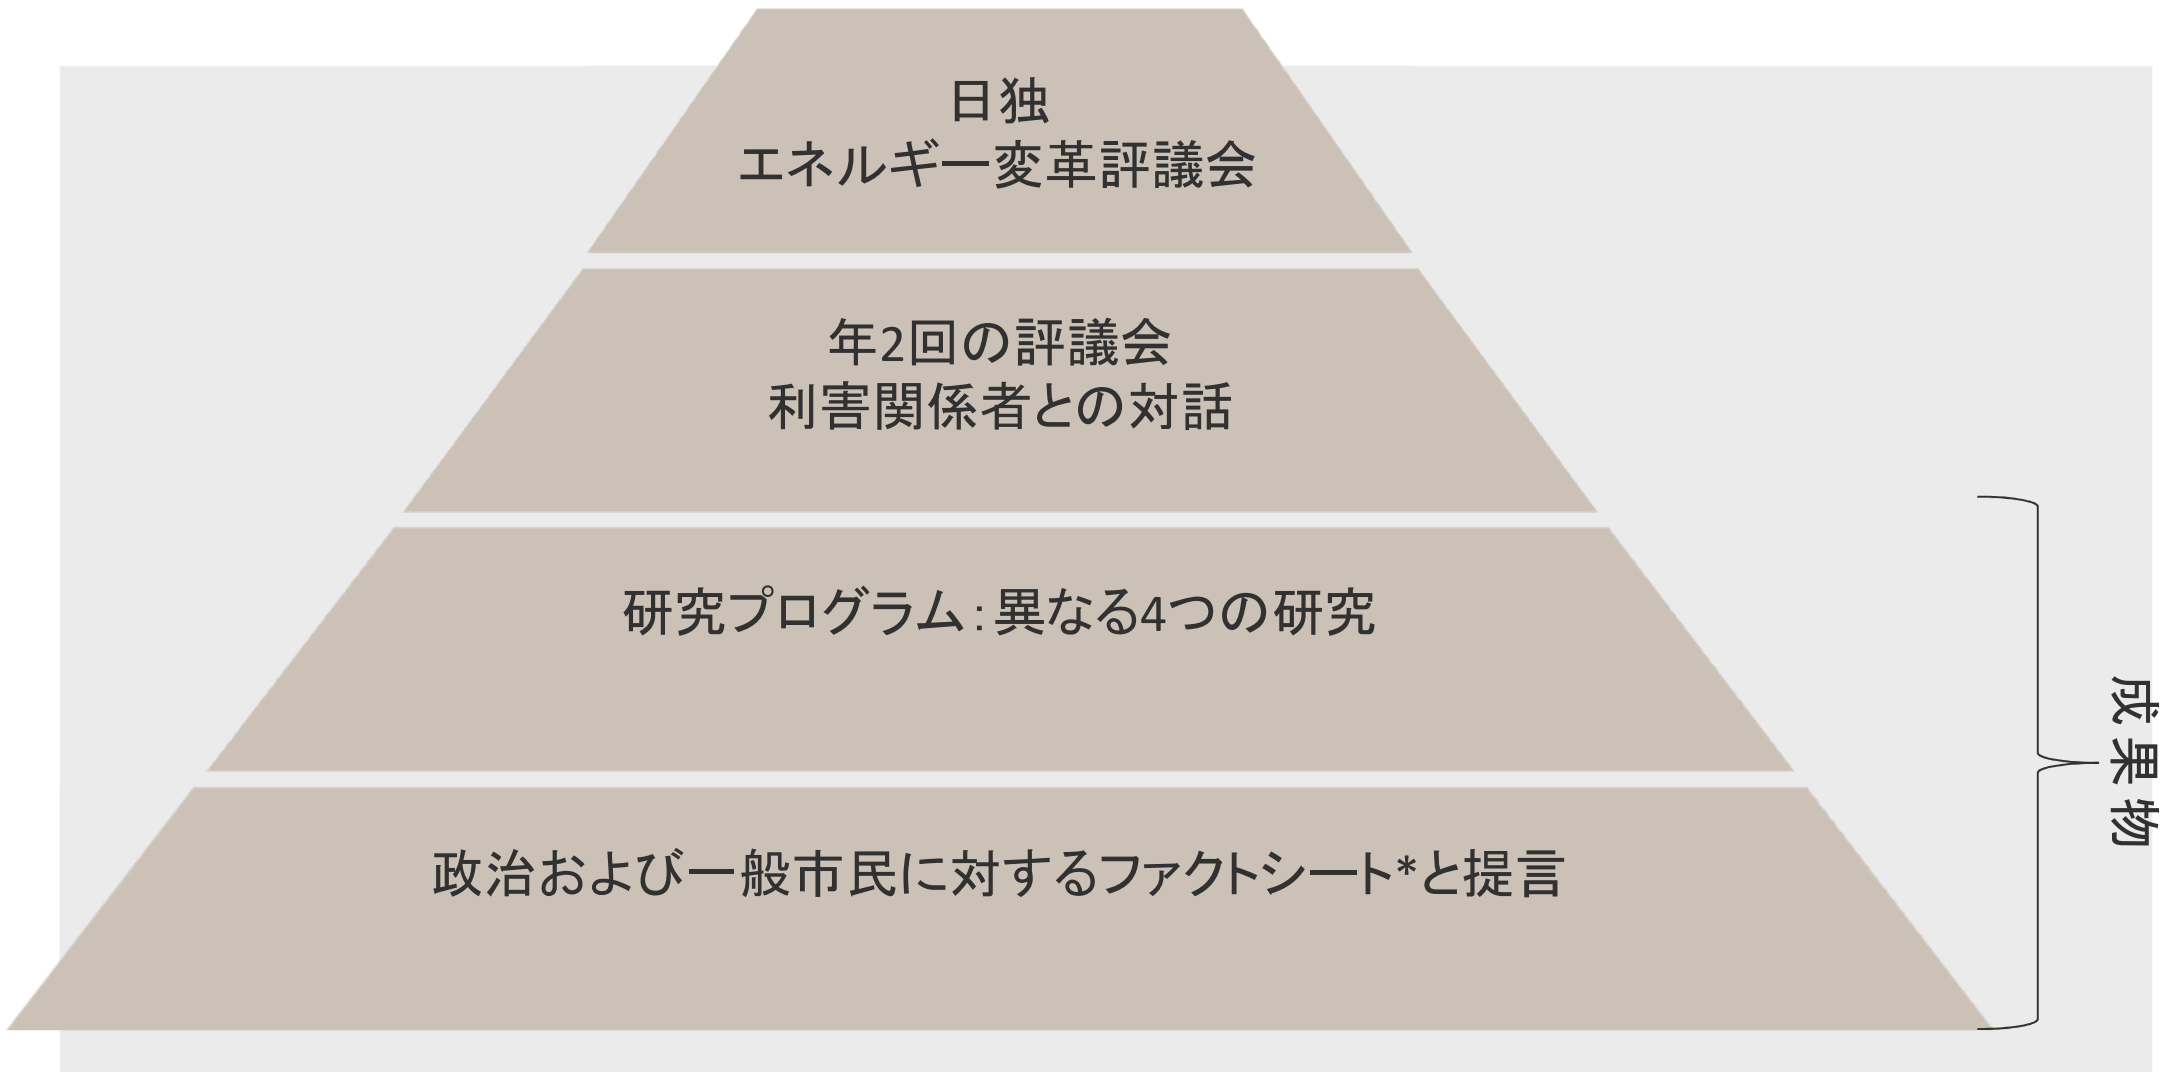 日独
エネルギー変革評議会
年2回の評議会
利害関係者との対話
研究プログラム：異なる4つの研究
政治および一般市民に対するファクトシート*と提言
成果物